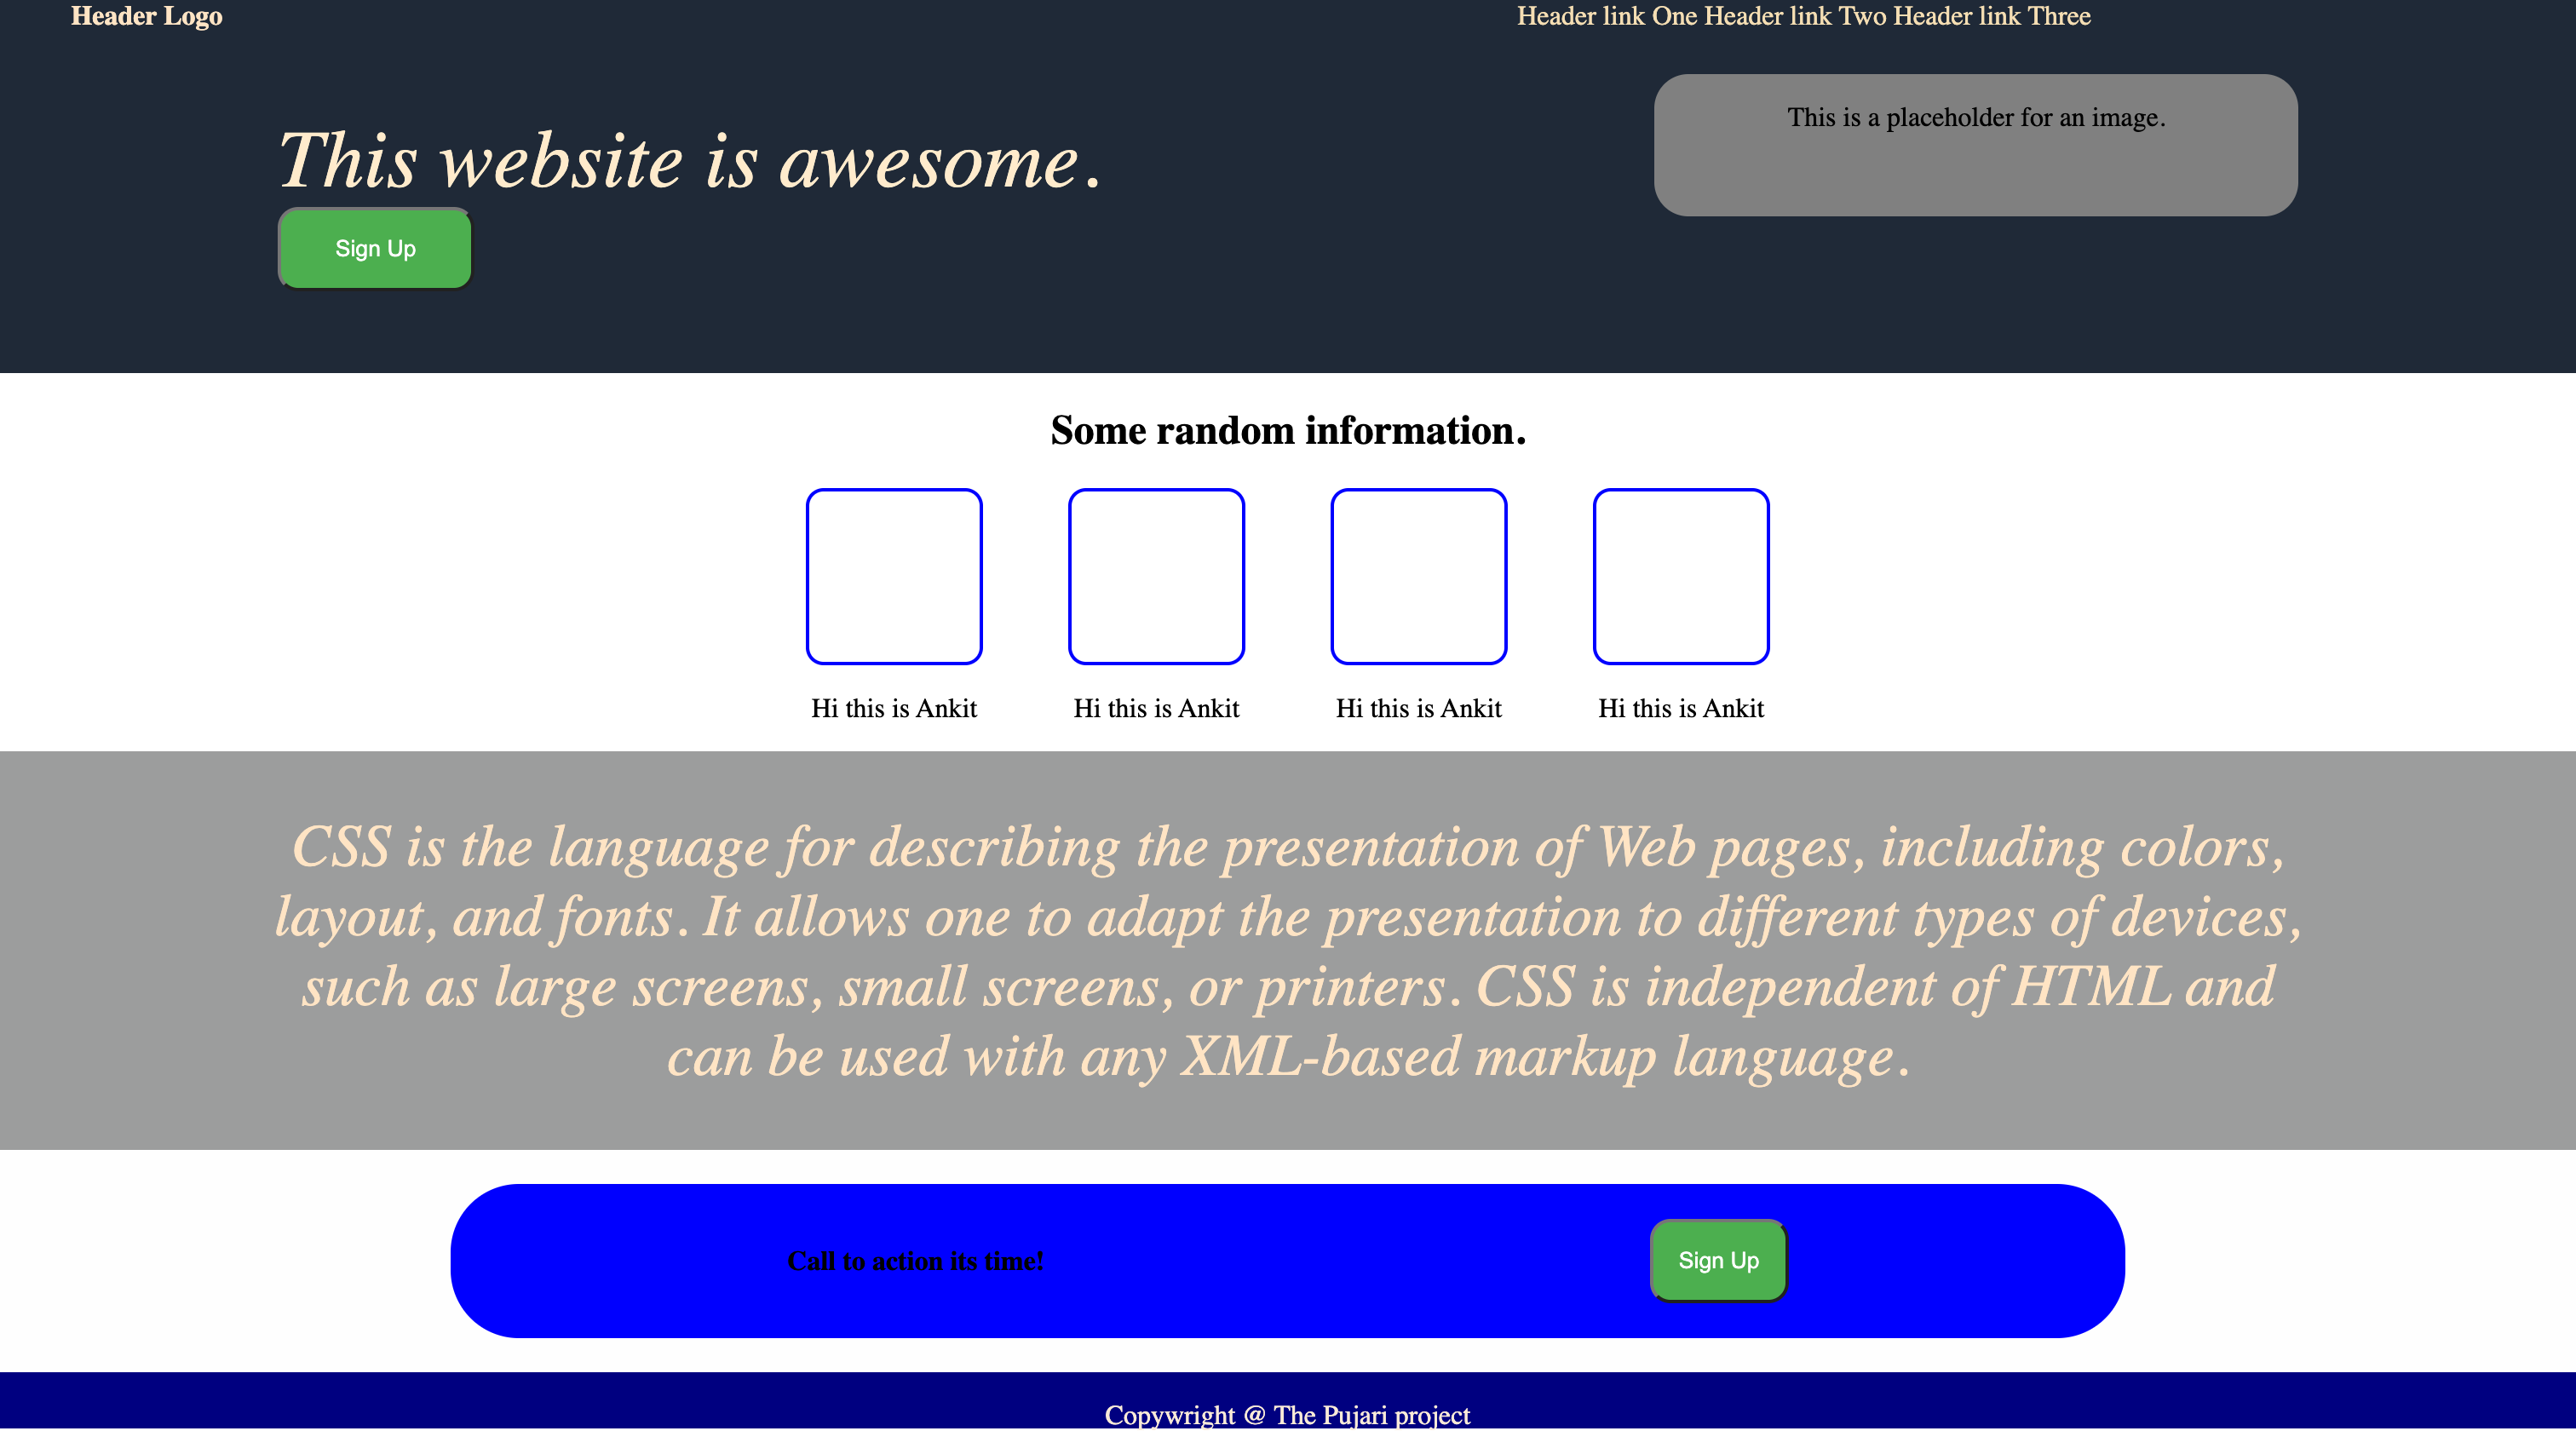 Header Logo
Header link One Header link Two Header link Three
This website is awesome.
Sign Up
This is a placeholder for an image.
Some random information.
Hi this is Ankit
Hi this is Ankit
Hi this is Ankit
Hi this is Ankit
CSS is the language for describing the presentation of Web pages, including colors,
layout, and fonts. It allows one to adapt the presentation to different types of devices,
such as large screens, small screens, or printers. CSS is independent of HTML and
can be used with any XML-based markup language.
Call to action its time!
Sign Up
Copywright @ The Pujari project